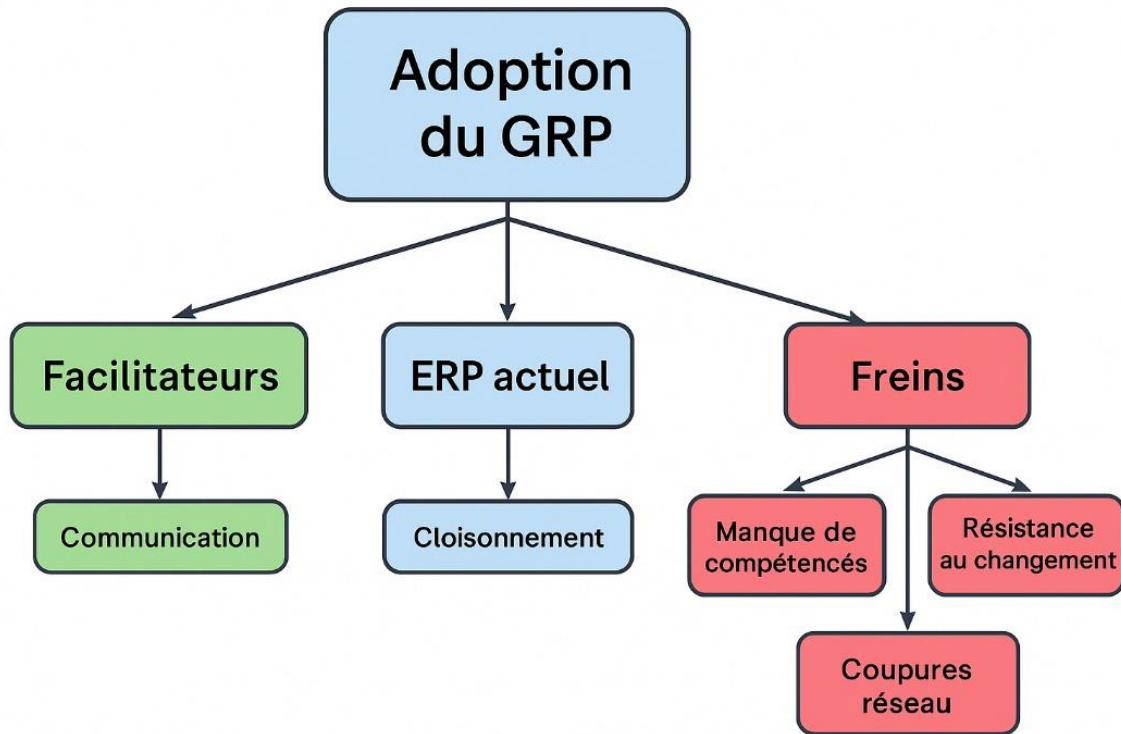 Adoption
du GRP
Facilitateurs
ERP actuel
Freins
Communication
Cloisonnement
Manque de
compétencés
Résistance
au changement
Coupures
réseau